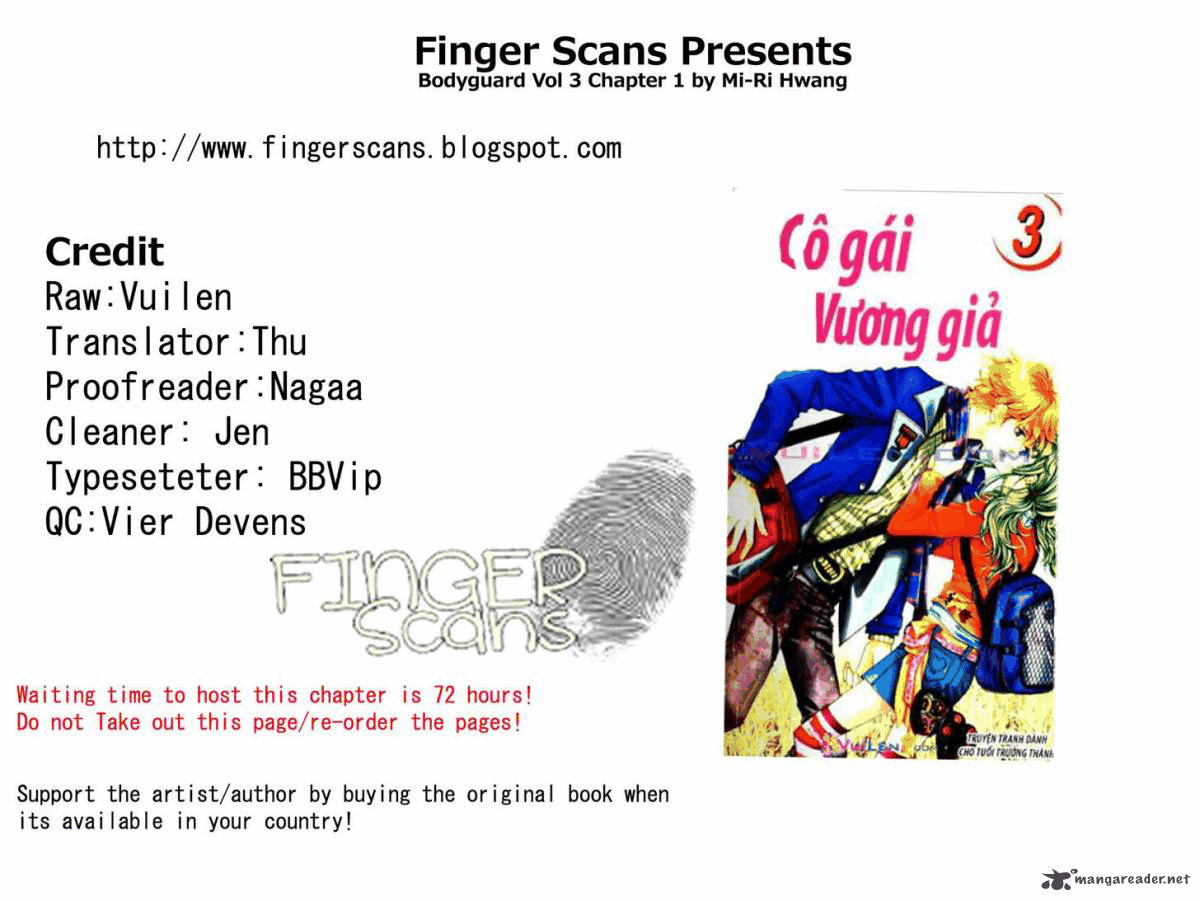 Finger Scans Presents
Bodyguard Vol 3 Chapter 1 by Mi-Ri Hwang
http://www.fingerscans.blogspot.com
Credit
Raw:Vuilen
Translator:Thu
Proofreader:Nagaa
Cleaner: Jen
Typeseteter: BBVip
QC:Vier Devens
FINGER
Scans
Waiting time to host this chapter is 72 hours!
Do not Take out this page/re-order the pages!
Support the artist/author by buying the original book when
its available in your country!
3
Cô gái
Vương giả
VUILEN.COM
VUILEN.COM
TRUYỆN TRANH DÀNH
CHO TUỔI TRƯỞNG THÀNH
mangareader.net